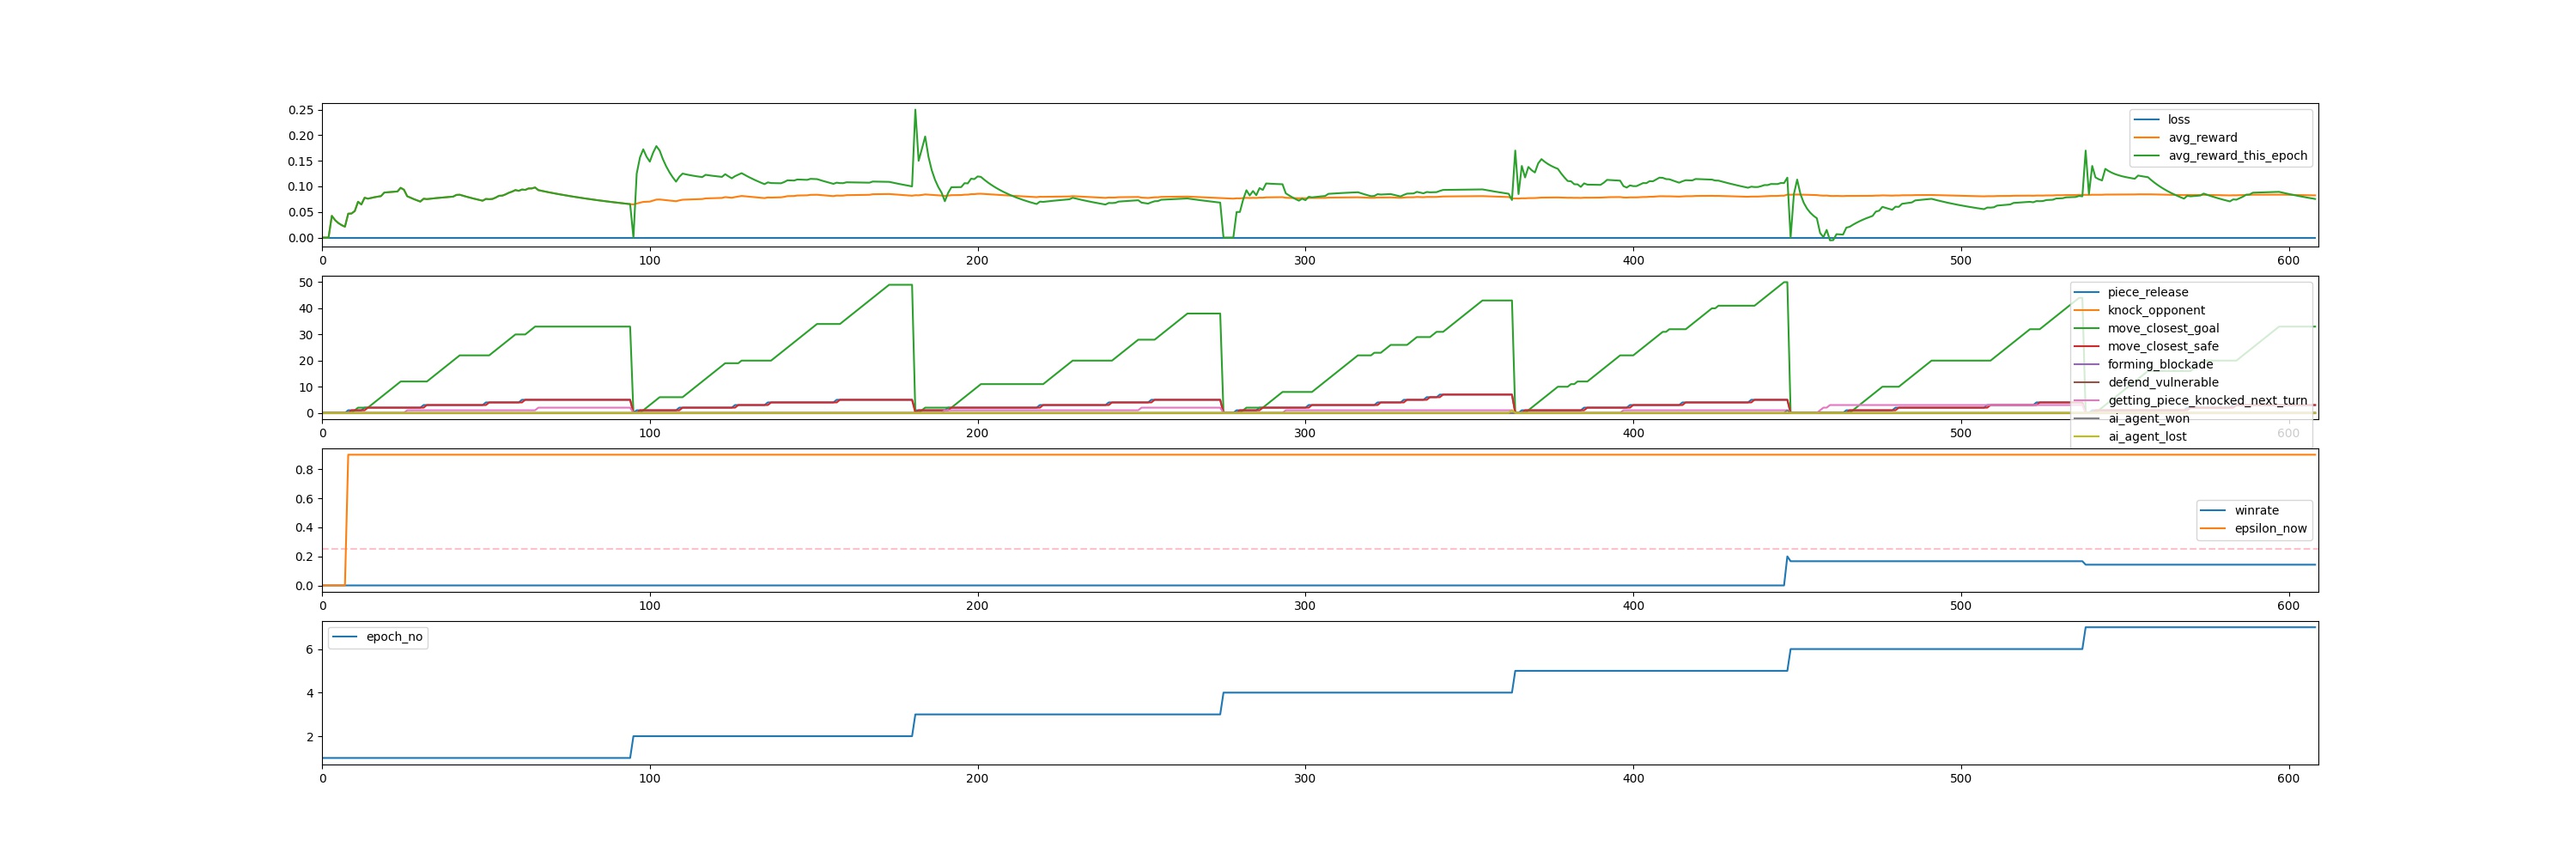 0.25
0.20
0.15
0.10
0.05
0.00
loss
avg_reward
avg_reward_this_epoch
0 100 200 300 400 500 600
50
40
30
20
10
0
piece_release
knock_opponent
move_closest_goal
move_closest_safe
forming_blockade
defend_vulnerable
getting_piece_knocked_next_turn
ai_agent_won
ai_agent_lost
0 100 200 300 400 500 600
0.8
0.6
0.4
0.2
0.0
winrate
epsilon_now
0 100 200 300 400 500 600
epoch_no
6
4
2
0 100 200 300 400 500 600